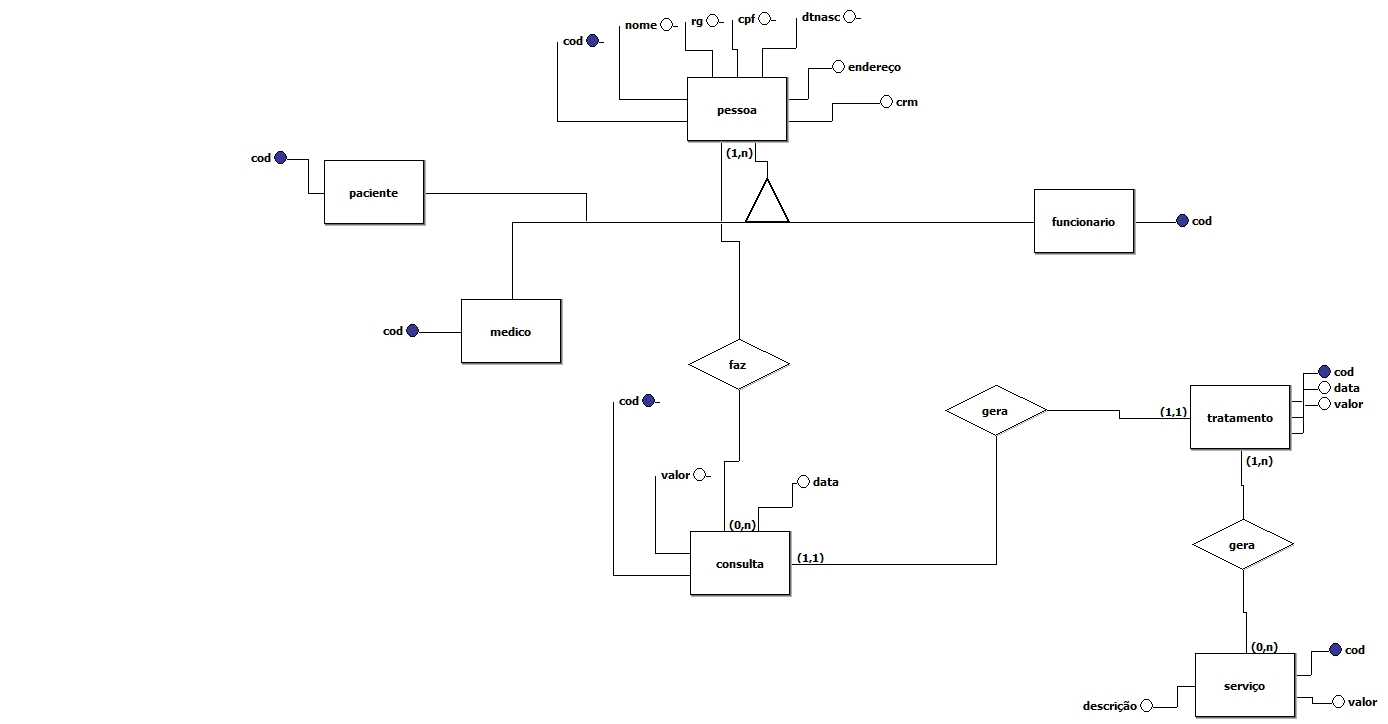 dtnasc
cpf
rg
nome
cod
endereço
crm
pessoa
(1,n)
cod
paciente
funcionario
cod
cod
medico
faz
cod
valor
data
(0,n)
consulta
(1,1)
gera
(1,1)
tratamento
cod
data
valor
(1,n)
gera
(0,n)
serviço
cod
descrição
valor